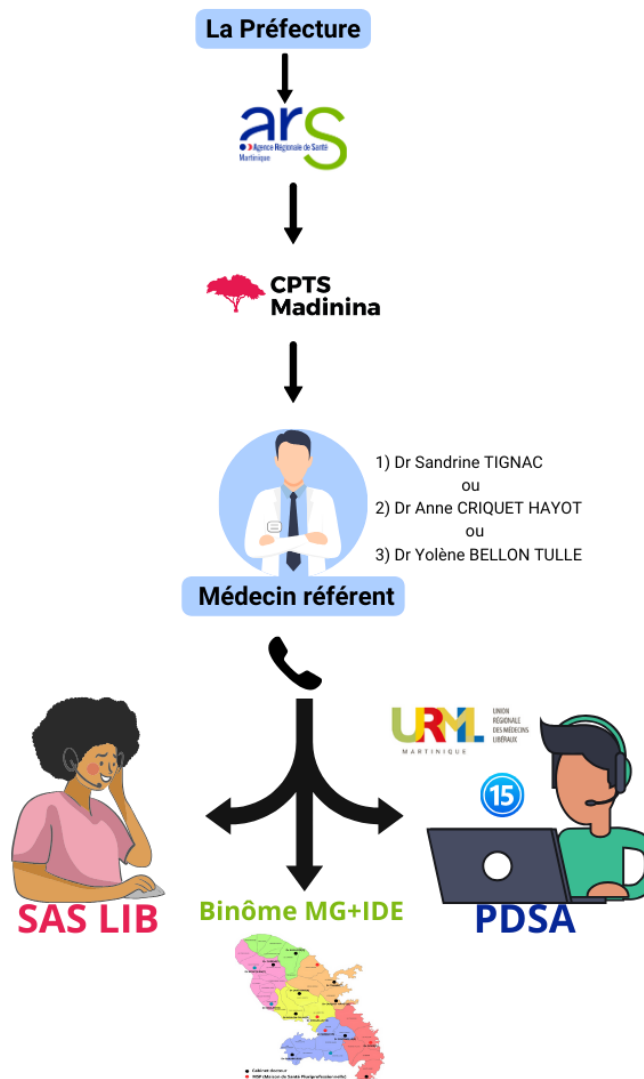 La Préfecture
ars
Agence Régionale de Santé
Martinique
CPTS
Madinina
1) Dr Sandrine TIGNAC
ou
2) Dr Anne CRIQUET HAYOT
ou
3) Dr Yolène BELLON TULLE
Médecin référent
URML
MARTINIQUE
UNION
RÉGIONALE
DES MÉDECINS
LIBÉRAUX
15
SAS LIB
Binôme MG+IDE
PDSA